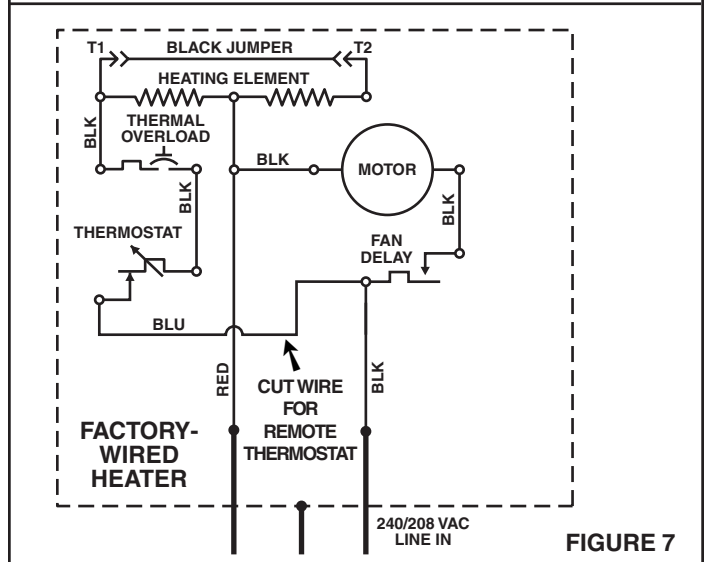 T1 BLACK JUMPER T2
HEATING ELEMENT
THERMAL
OVERLOAD
BLK
BLK
MOTOR
BLK
BLK
THERMOSTAT
FAN
DELAY
BLU
RED
CUT WIRE
FOR
REMOTE
THERMOSTAT
BLK
FACTORY-
WIRED
HEATER
240/208 VAC
LINE IN
FIGURE 7